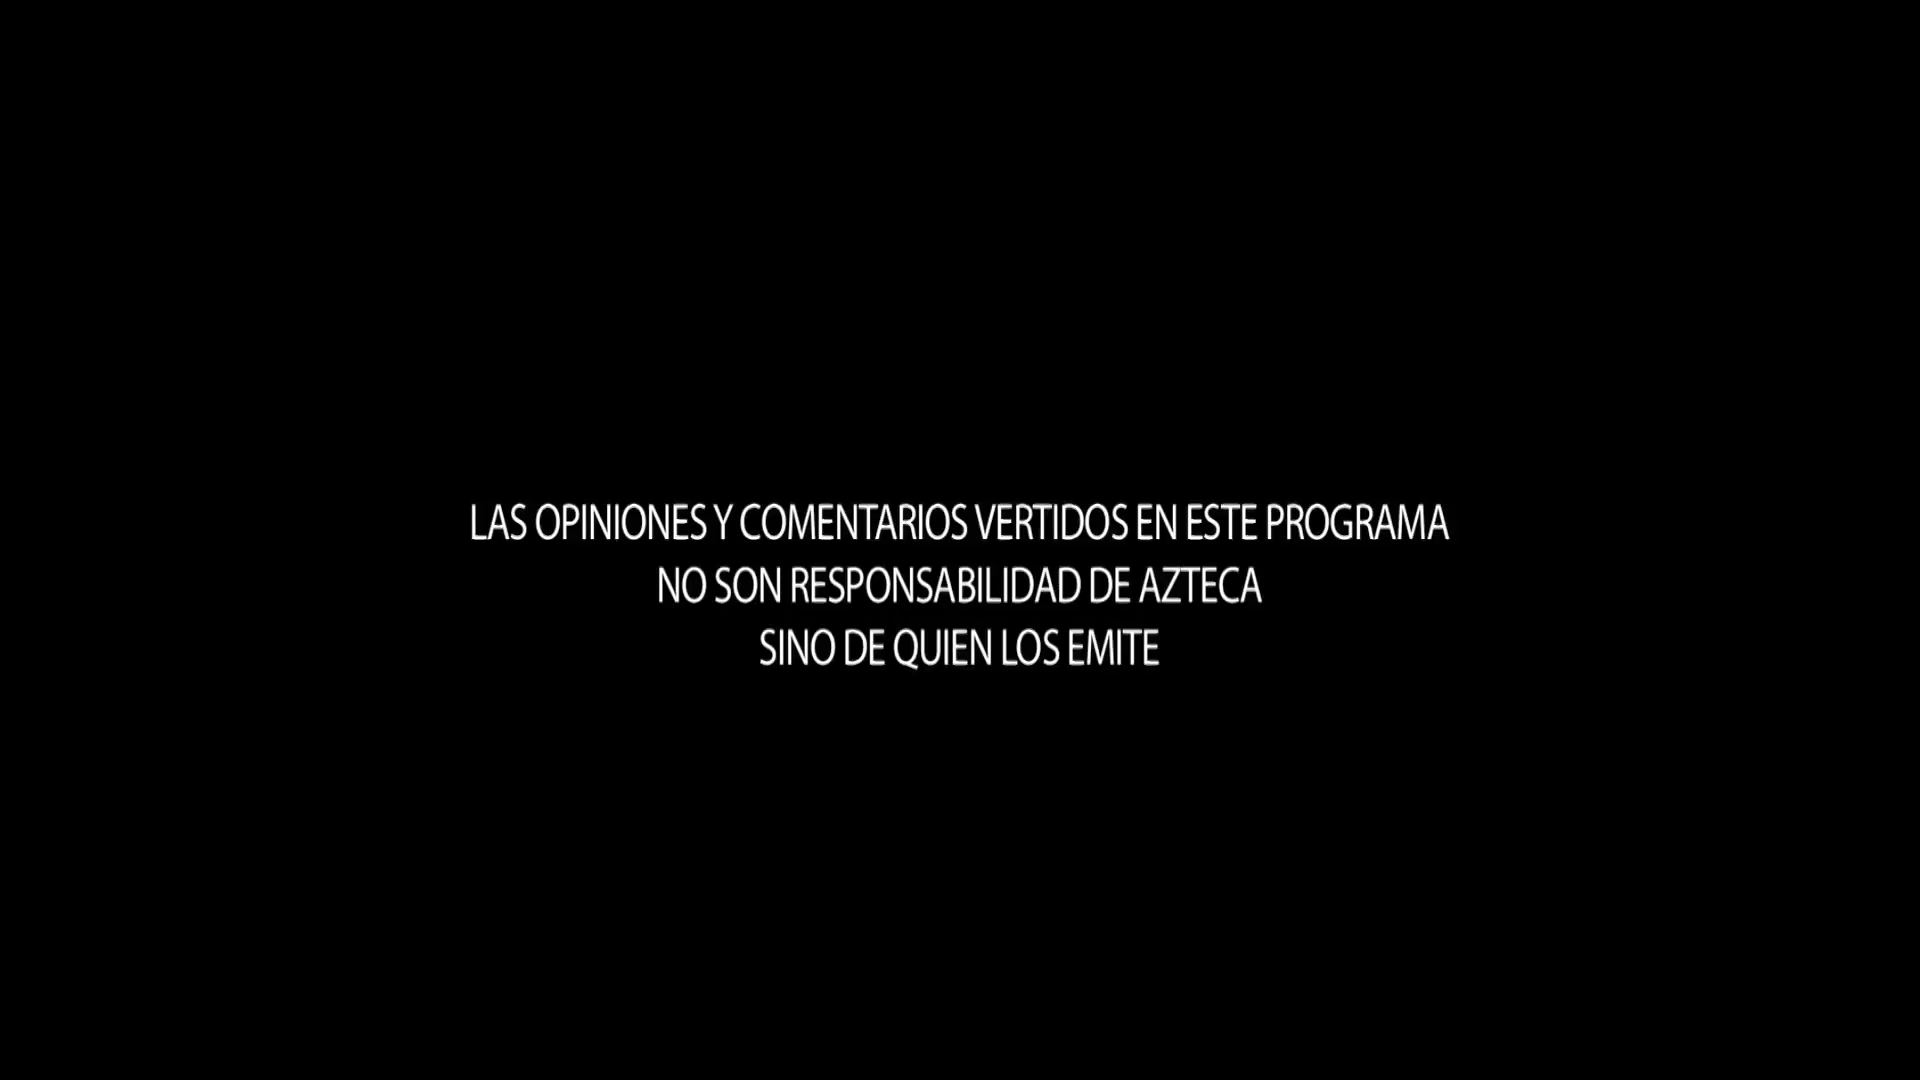 LAS OPINIONES Y COMENTARIOS VERTIDOS EN ESTE PROGRAMA
NO SON RESPONSABILIDAD DE AZTECA
SINO DE QUIEN LOS EMITE